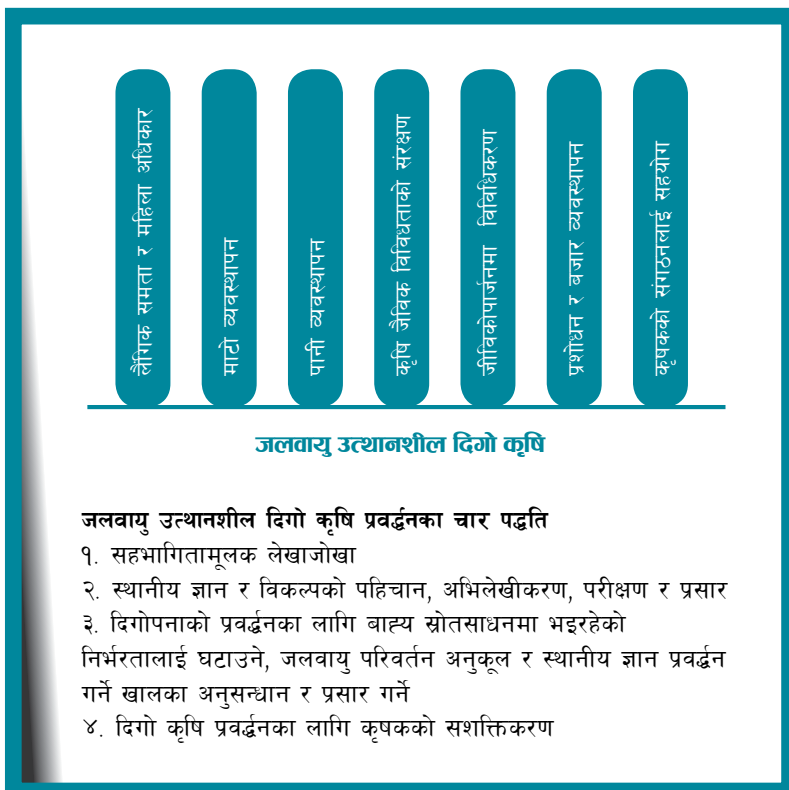 लैंगिक समता र महिला अधिकार
माटो व्यवस्थापन
पानी व्यवस्थापन
कृषि जैविक विविधताको संरक्षण
जीविकोपार्जनमा विविधिकरण
प्रशोधन र बजार व्यवस्थापन
कृषकको संगठनलाई सहयोग
जलवायु उत्थानशील दिगो कृषि
जलवायु उत्थानशील दिगो कृषि प्रवर्द्धनका चार पद्धति
१. सहभागितामूलक लेखाजोखा
२. स्थानीय ज्ञान र विकल्पको पहिचान, अभिलेखीकरण, परीक्षण र प्रसार
३. दिगोपनाको प्रवर्द्धनका लागि बाह्य स्रोतसाधनमा भइरहेको
निर्भरतालाई घटाउने, जलवायु परिवर्तन अनुकूल र स्थानीय ज्ञान प्रवर्द्धन
गर्ने खालका अनुसन्धान र प्रसार गर्ने
४. दिगो कृषि प्रवर्द्धनका लागि कृषकको सशक्तिकरण